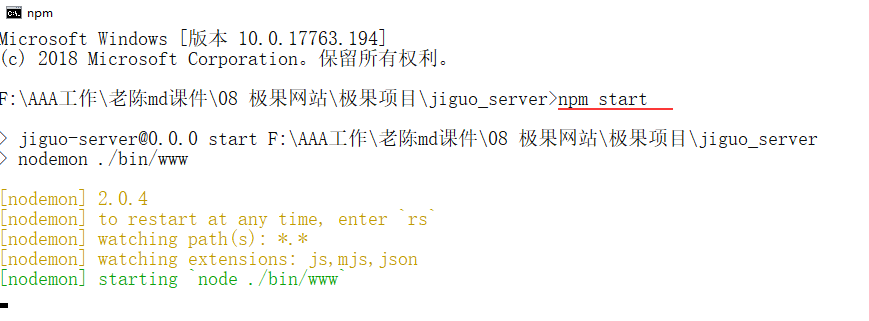 npm
Microsoft Windows [版本 10.0.17763.194]
(c) 2018 Microsoft Corporation。保留所有权利。
F:\AAA工作\老陈md课件\08 极果网站\极果项目\jiguo_server>npm start
> jiguo-server@0.0.0 start F:\AAA工作\老陈md课件\08 极果网站\极果项目\jiguo_server
> nodemon ./bin/www
[nodemon] 2.0.4
[nodemon] to restart at any time, enter `rs`
[nodemon] watching path(s): *.*
[nodemon] watching extensions: js,mjs,json
[nodemon] starting `node ./bin/www`